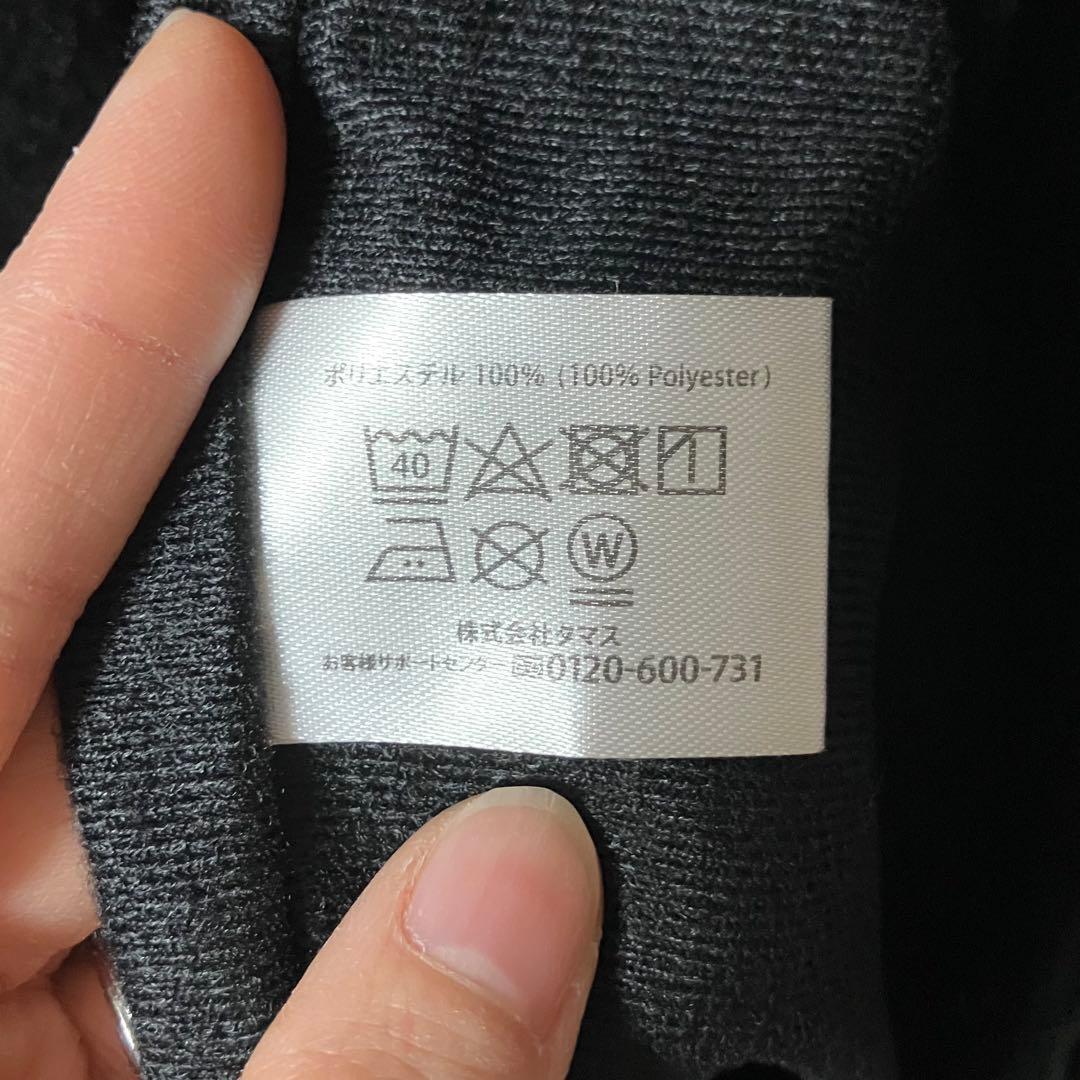 ポリエステル 100% (100% Polyester)
40
W
株式会社タマス
お客様サポートセンター 0120-600-731